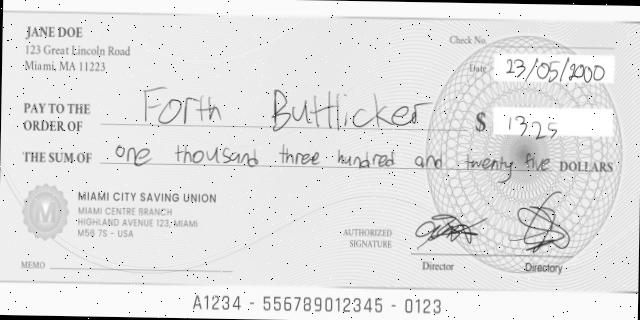 JANE DOE
123 Great Lincoln Road
Miami, MA 11223
Check No.
Date 23/05/2000
PAY TO THE
ORDER OF Forth Buttlicker $ 1325
THE SUM OF one thousand three hundred and twenty five DOLLARS
MIAMI CITY SAVING UNION
MIAMI CENTRE BRANCH
HIGHLAND AVENUE 123, MIAMI
M56 7S - USA
AUTHORIZED
SIGNATURE
MEMO
Director Directory
A1234 - 556789012345 - 0123